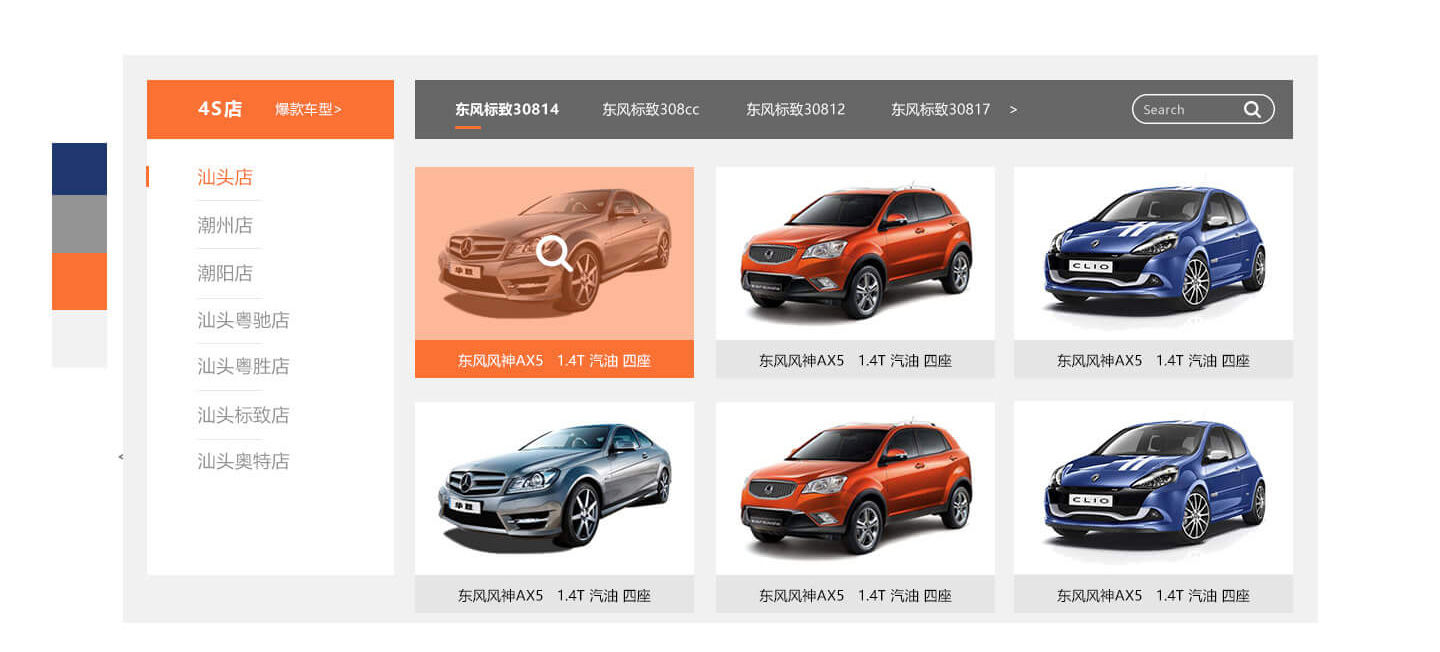 4S店 爆款车型>
东风标致30814 东风标致308cc 东风标致30812 东风标致30817 >
Search
汕头店
潮州店
潮阳店
汕头粤驰店
汕头粤胜店
汕头标致店
汕头奥特店
<
华胜
CLIO
东风风神AX5 1.4T 汽油 四座
东风风神AX5 1.4T 汽油 四座
东风风神AX5 1.4T 汽油 四座
华胜
CLIO
东风风神AX5 1.4T 汽油 四座
东风风神AX5 1.4T 汽油 四座
东风风神AX5 1.4T 汽油 四座